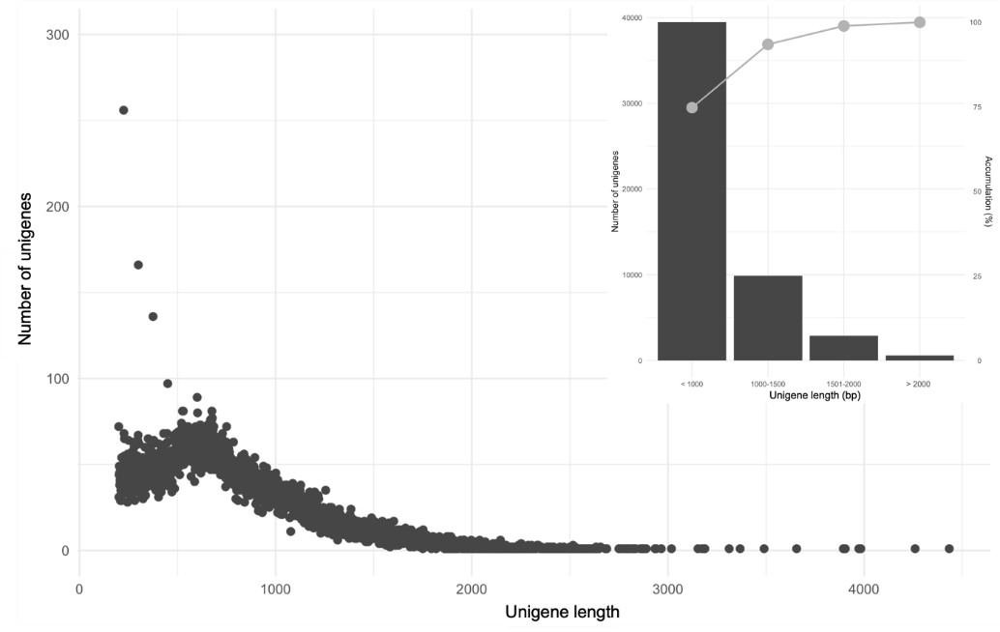 300
200
100
0
Number of unigenes
0 1000 2000 3000 4000
Unigene length
40000
30000
20000
10000
0
Number of unigenes
100
75
50
25
0
Accumulation (%)
< 1000 1000-1500 1501-2000 > 2000
Unigene length (bp)